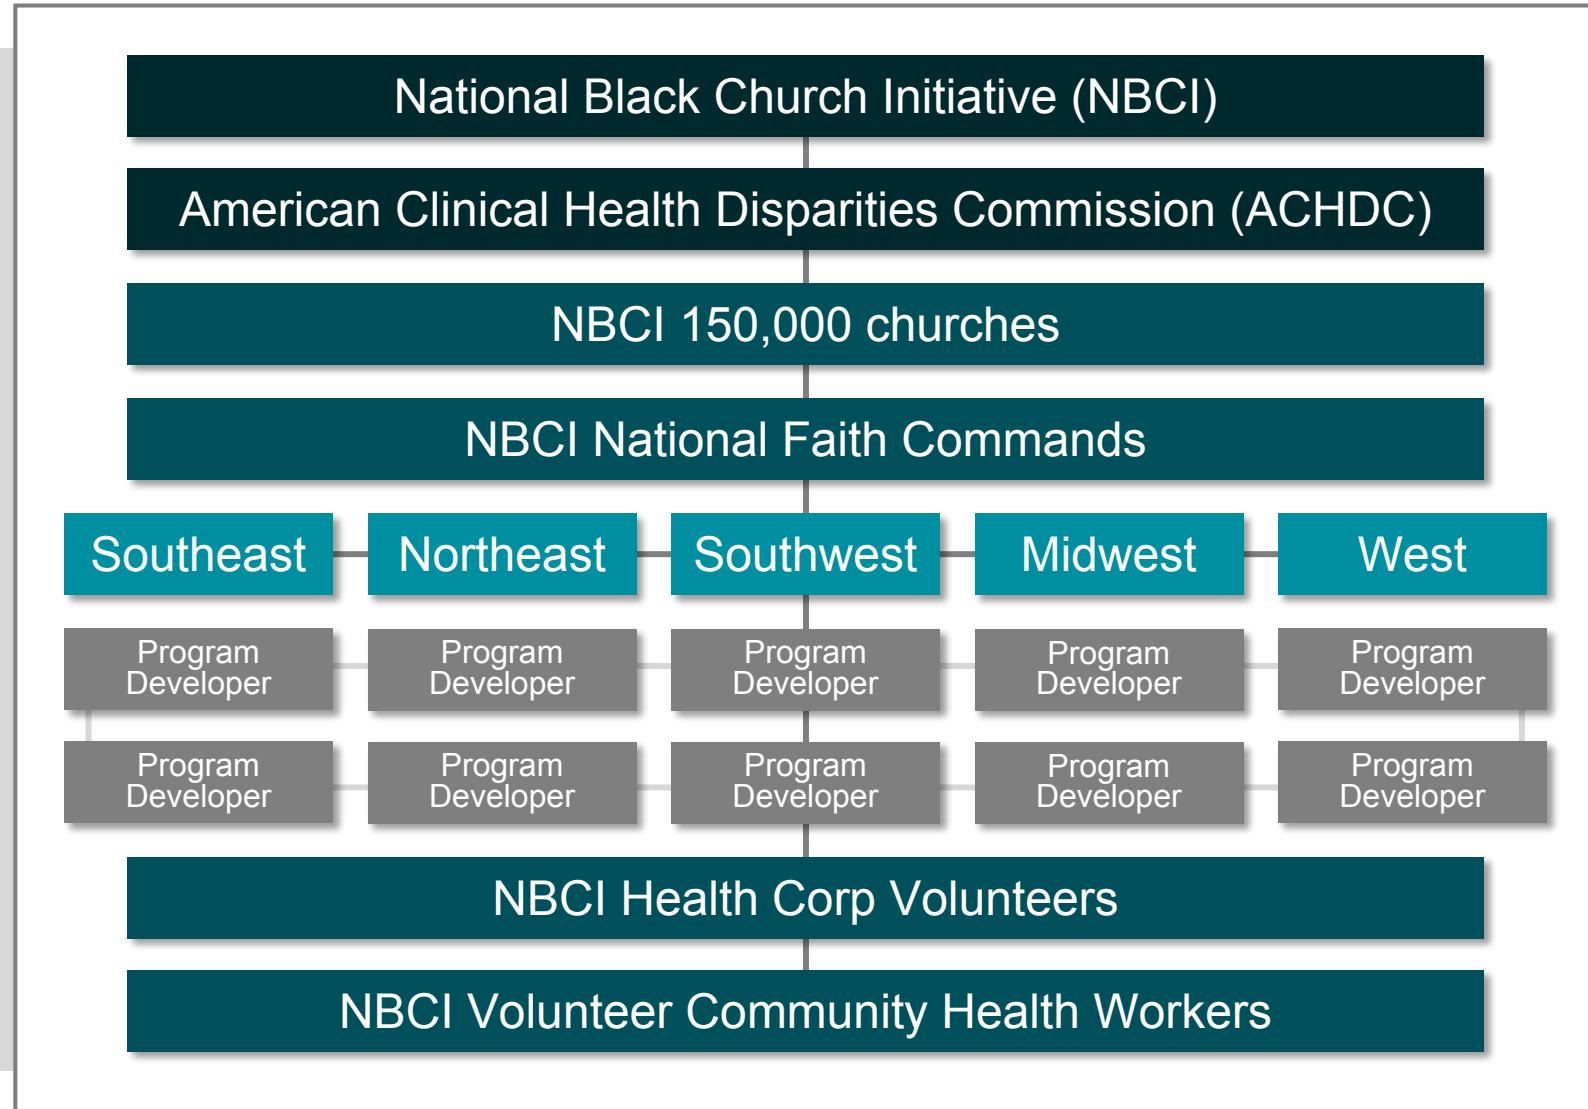 National Black Church Initiative (NBCI)
American Clinical Health Disparities Commission (ACHDC)
NBCI 150,000 churches
NBCI National Faith Commands
Southeast
Northeast
Southwest
Midwest
West
Program
Developer
Program
Developer
Program
Developer
Program
Developer
Program
Developer
Program
Developer
Program
Developer
Program
Developer
Program
Developer
Program
Developer
NBCI Health Corp Volunteers
NBCI Volunteer Community Health Workers